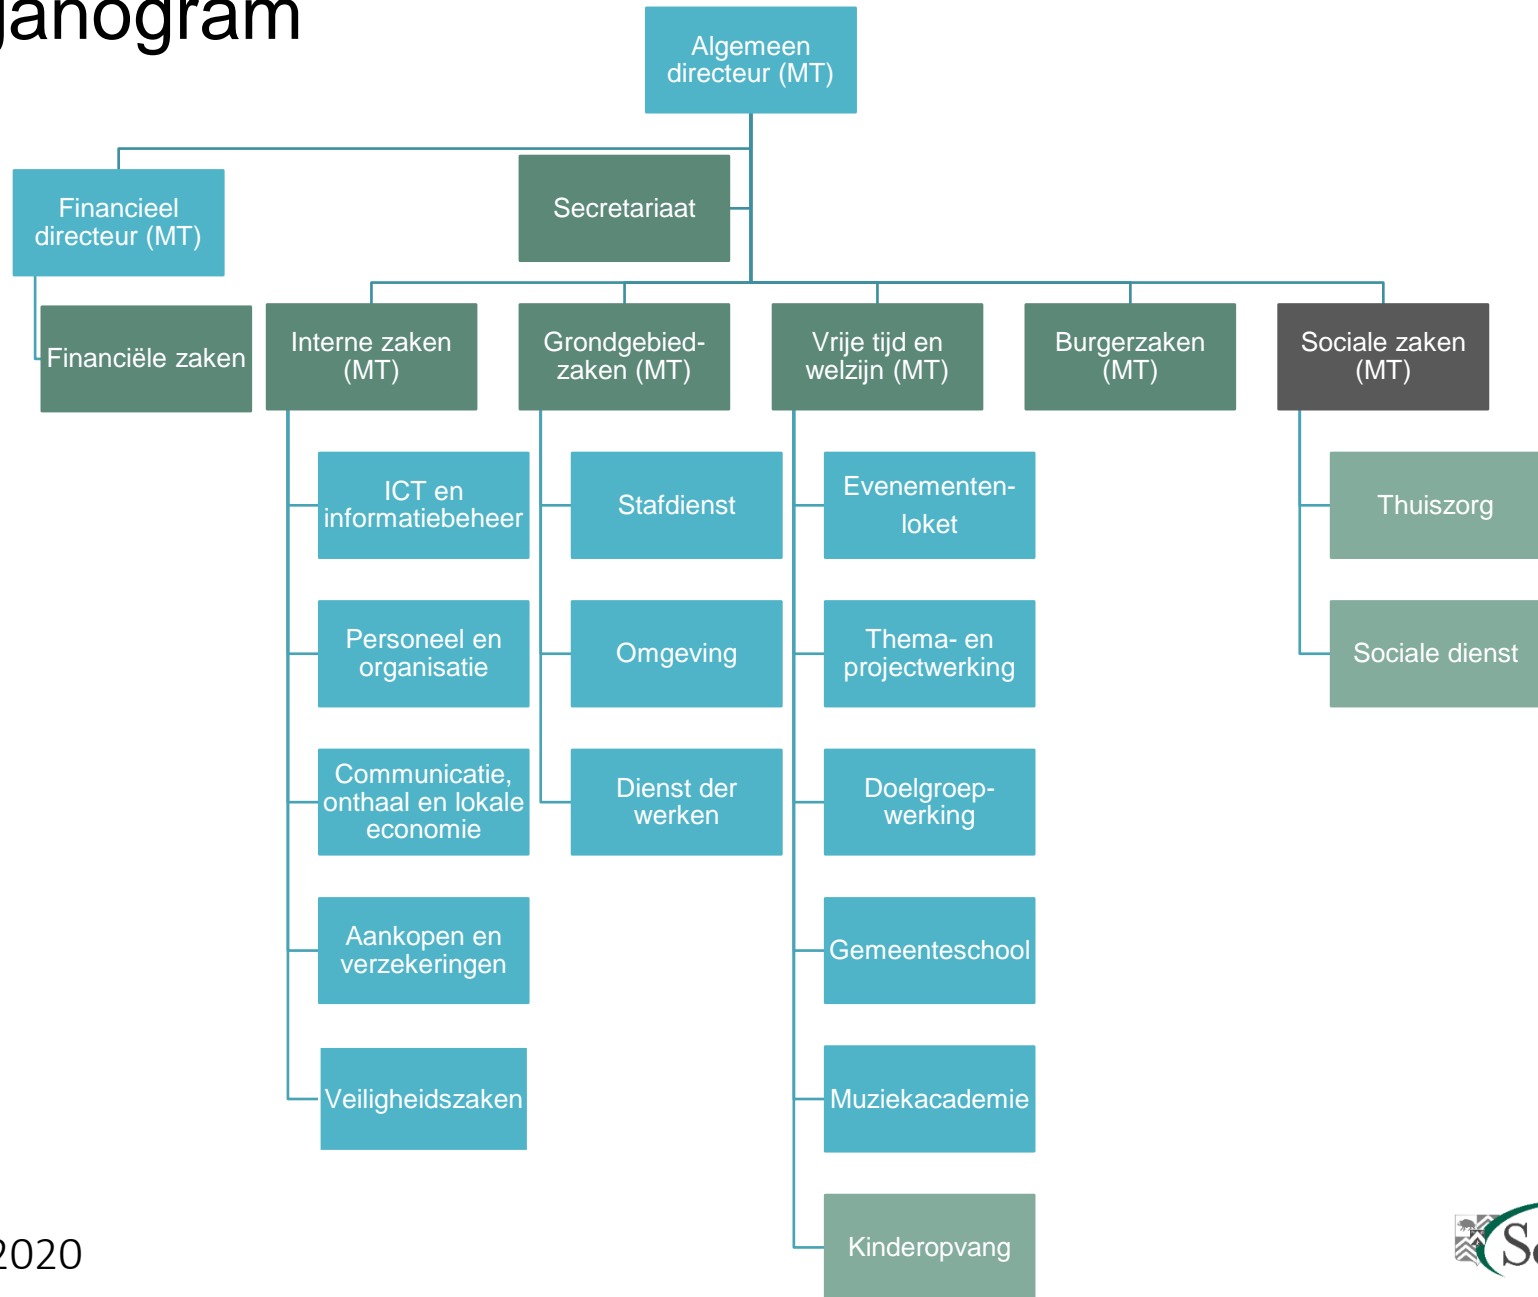 ganogram
Algemeen
directeur (MT)
Financieel
directeur (MT)
Secretariaat
Financiële zaken
Interne zaken
(MT)
Grondgebied-
zaken (MT)
Vrije tijd en
welzijn (MT)
Burgerzaken
(MT)
Sociale zaken
(MT)
ICT en
informatiebeheer
Personeel en
organisatie
Communicatie,
onthaal en lokale
economie
Aankopen en
verzekeringen
Veiligheidszaken
Stafdienst
Omgeving
Dienst der
werken
Evenementen-
loket
Thema- en
projectwerking
Doelgroep-
werking
Gemeenteschool
Muziekacademie
Kinderopvang
Thuiszorg
Sociale dienst
2020